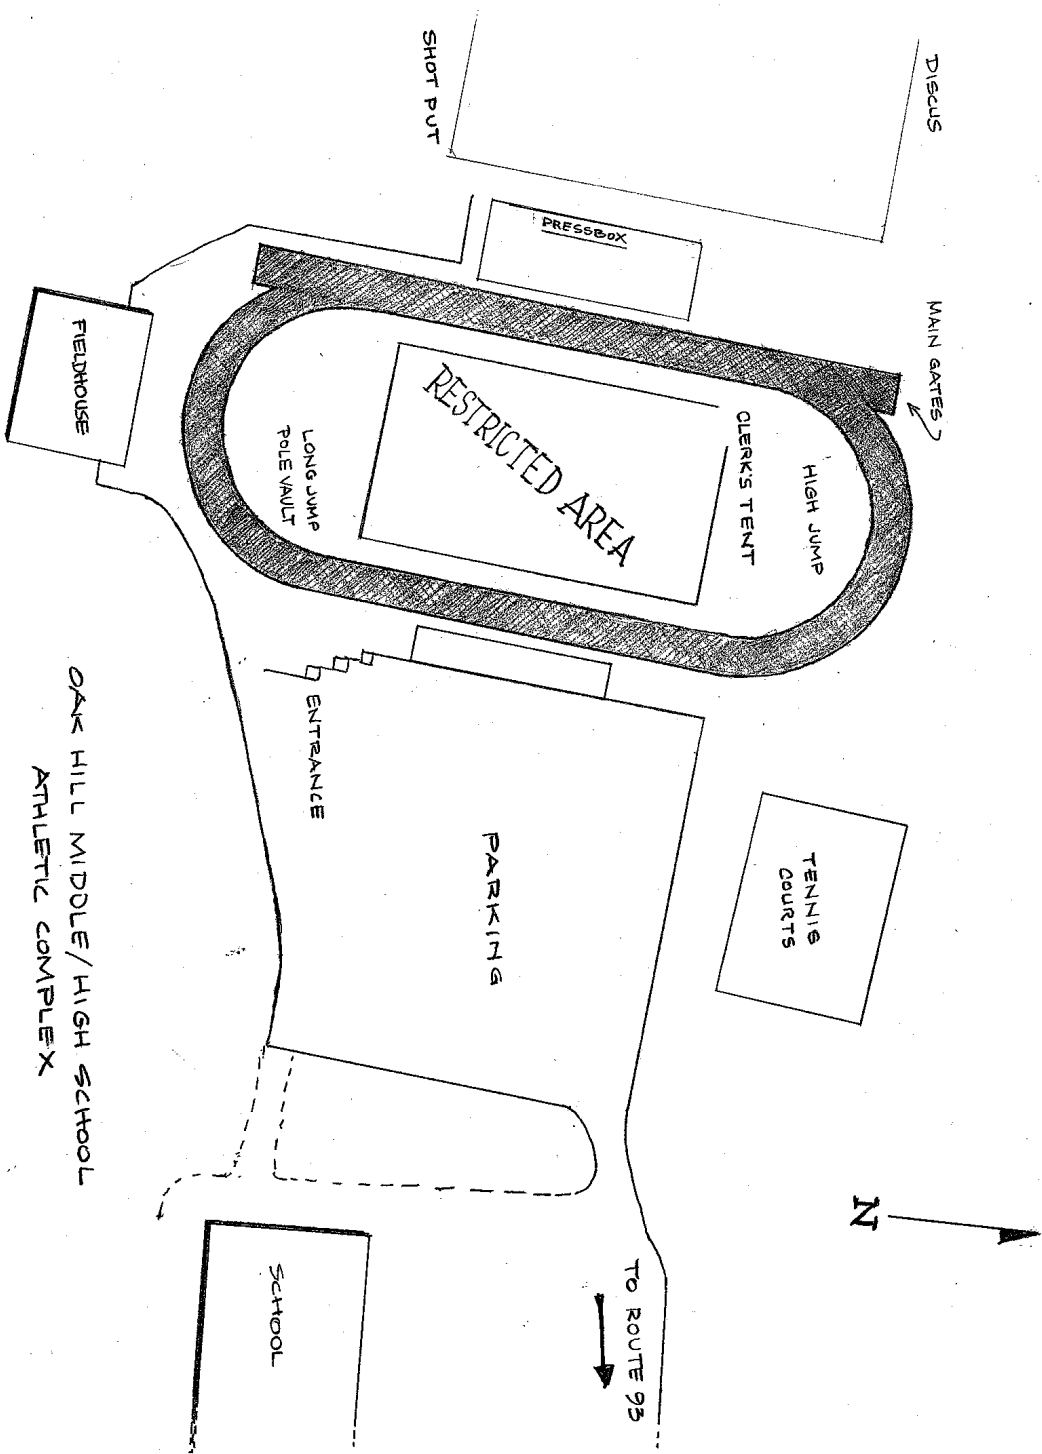 DISCUS
MAIN GATES
N
HIGH JUMP
TENNIS
COURTS
CLERK'S TENT
TO ROUTE 93
PRESSBOX
RESTRICTED AREA
PARKING
SHOT PUT
LONG JUMP
POLE VAULT
ENTRANCE
SCHOOL
FIELDHOUSE
OAK HILL MIDDLE/HIGH SCHOOL
ATHLETIC COMPLEX